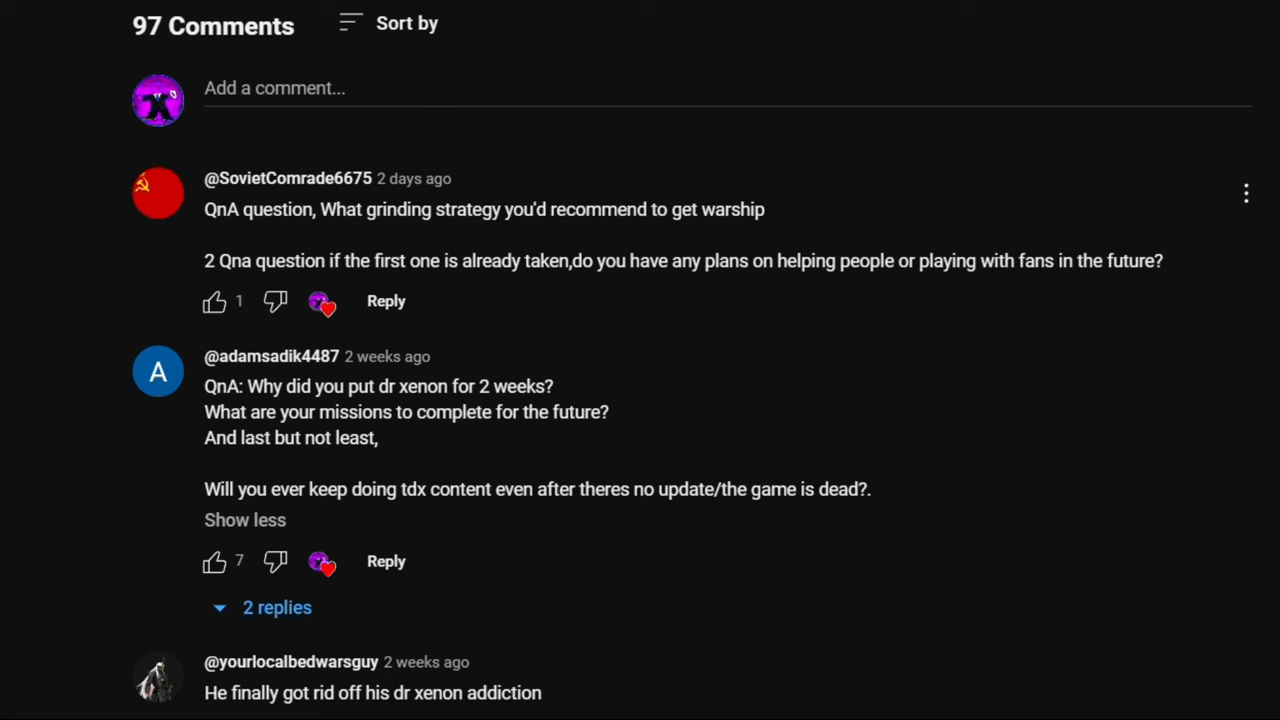 97 Comments
Sort by
Add a comment...
@SovietComrade6675 2 days ago
QnA question, What grinding strategy you'd recommend to get warship
2 Qna question if the first one is already taken,do you have any plans on helping people or playing with fans in the future?
1
Reply
A
@adamsadik4487 2 weeks ago
QnA: Why did you put dr xenon for 2 weeks?
What are your missions to complete for the future?
And last but not least,
Will you ever keep doing tdx content even after theres no update/the game is dead?.
Show less
7
Reply
2 replies
@yourlocalbedwarsguy 2 weeks ago
He finally got rid off his dr xenon addiction